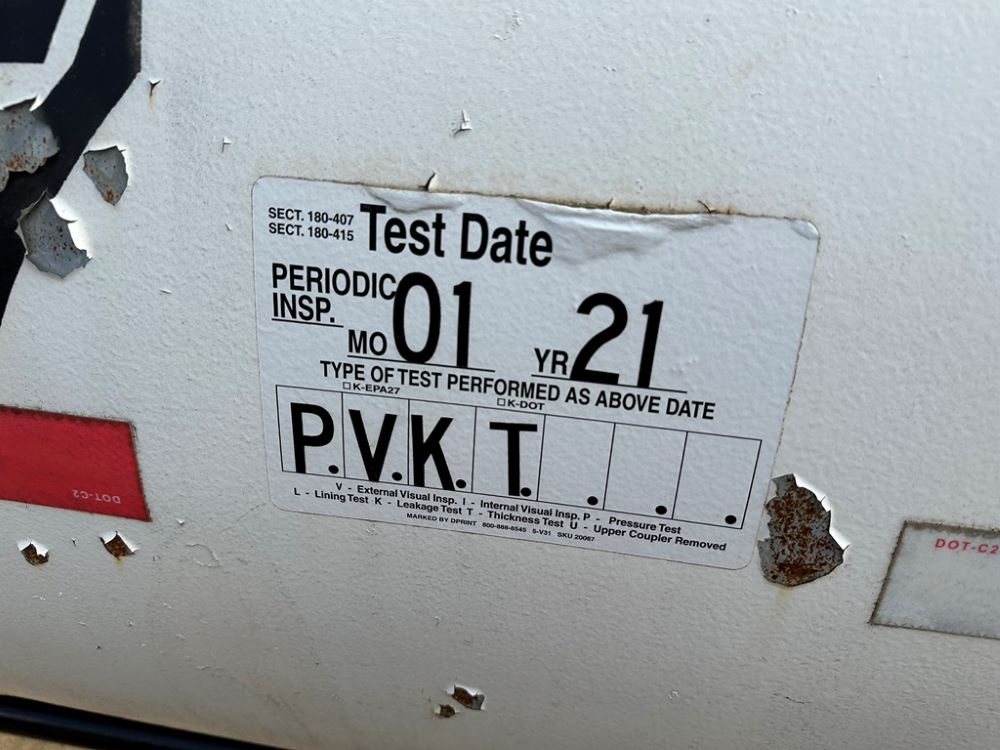 SECT. 180-407
SECT. 180-415
Test Date
PERIODIC
INSP.
MO 01 YR 21
TYPE OF TEST PERFORMED AS ABOVE DATE
K-EPA27 K-DOT
P.V.K.T. . . .
V - External Visual Insp. I - Internal Visual Insp. P - Pressure Test
L - Lining Test K - Leakage Test T - Thickness Test U - Upper Coupler Removed
MARKED BY DPRINT 800-888-8545 5-V31 SKU 20067
DOT-C2
DOT-C2